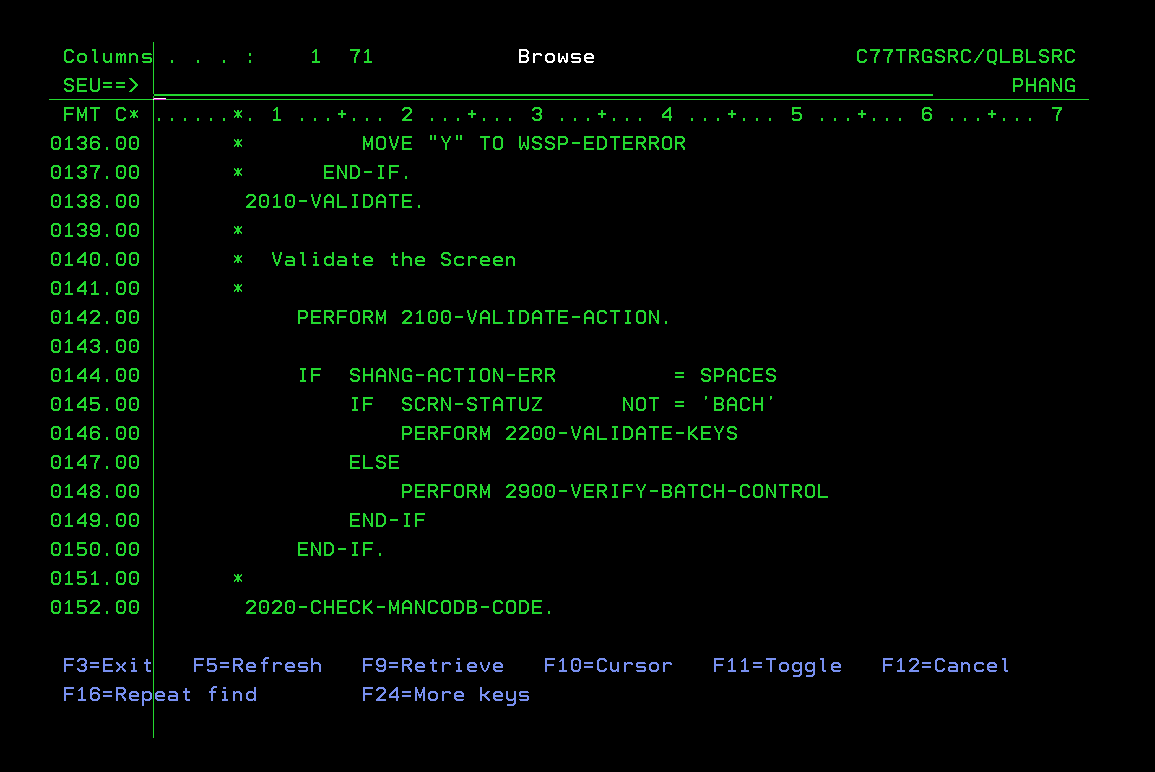 Columns . . . :    1  71           Browse                    C77TRGSRC/QLBLSRC
SEU==>                                                                   PHANG
FMT C* ......*. 1 ...+... 2 ...+... 3 ...+... 4 ...+... 5 ...+... 6 ...+... 7
0136.00       *         MOVE "Y" TO WSSP-EDTERROR
0137.00       *      END-IF.
0138.00        2010-VALIDATE.
0139.00       *
0140.00       *  Validate the Screen
0141.00       *
0142.00            PERFORM 2100-VALIDATE-ACTION.
0143.00
0144.00            IF  SHANG-ACTION-ERR         = SPACES
0145.00                IF  SCRN-STATUZ      NOT = 'BACH'
0146.00                    PERFORM 2200-VALIDATE-KEYS
0147.00                ELSE
0148.00                    PERFORM 2900-VERIFY-BATCH-CONTROL
0149.00                END-IF
0150.00            END-IF.
0151.00       *
0152.00        2020-CHECK-MANCODB-CODE.
F3=Exit   F5=Refresh   F9=Retrieve   F10=Cursor   F11=Toggle   F12=Cancel
F16=Repeat find        F24=More keys